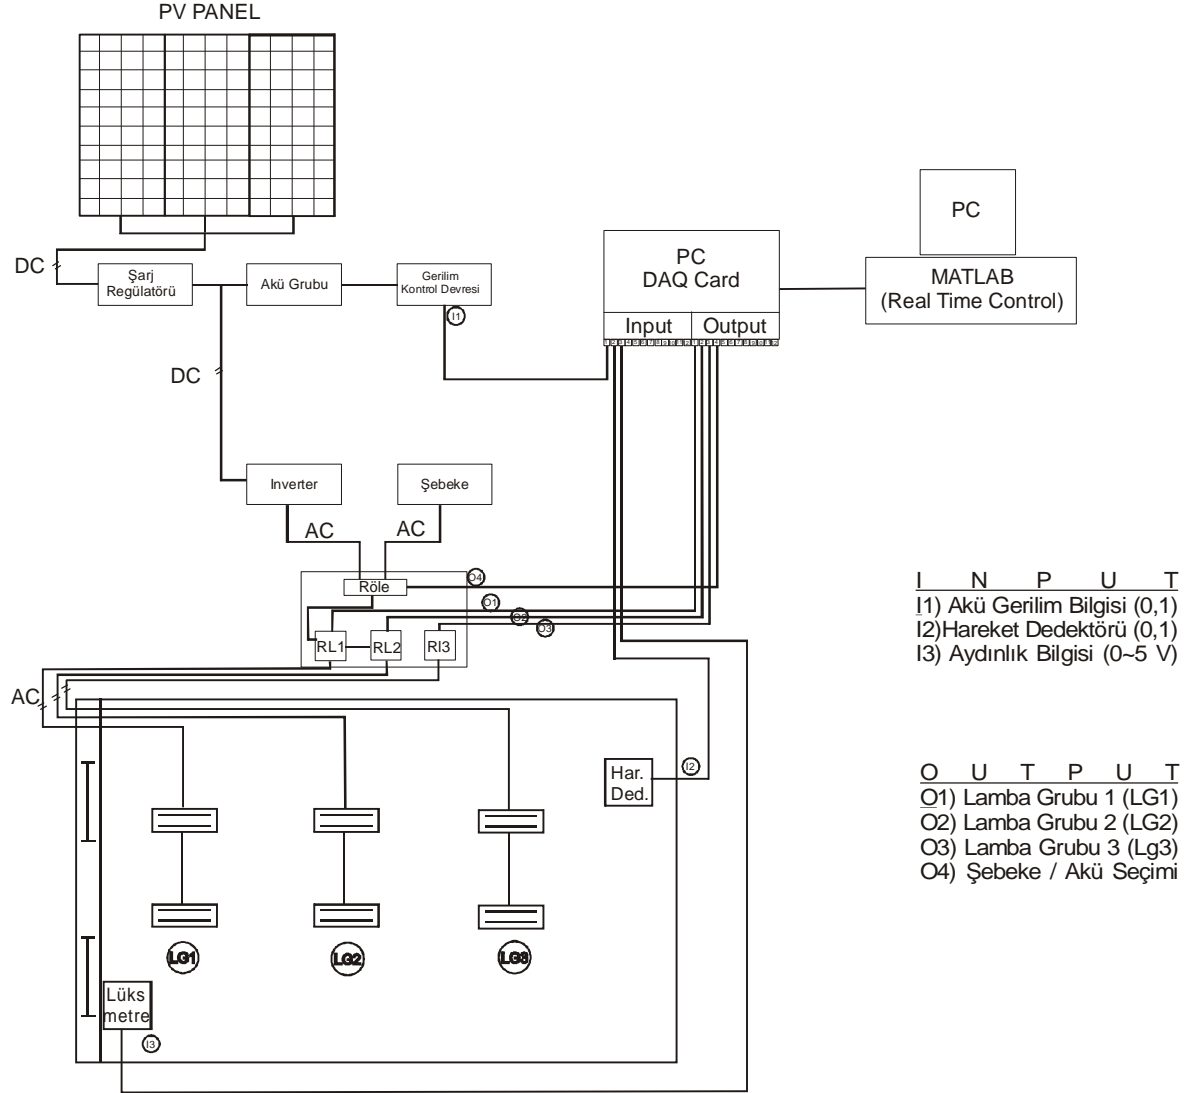 PV PANEL
DC
Şarj
Regülatörü
Akü Grubu
Gerilim
Kontrol Devresi
I1
PC
DAQ Card
Input
Output
PC
MATLAB
(Real Time Control)
DC
Inverter
Şebeke
AC
AC
Röle
O4
O1
O2
O3
RL1
RL2
Rl3
AC
I N P U T
I1) Akü Gerilim Bilgisi (0,1)
I2)Hareket Dedektörü (0,1)
I3) Aydınlık Bilgisi (0~5 V)
Har.
Ded.
I2
O U T P U T
O1) Lamba Grubu 1 (LG1)
O2) Lamba Grubu 2 (LG2)
O3) Lamba Grubu 3 (Lg3)
O4) Şebeke / Akü Seçimi
LG1
LG2
LG3
Lüks
metre
I3